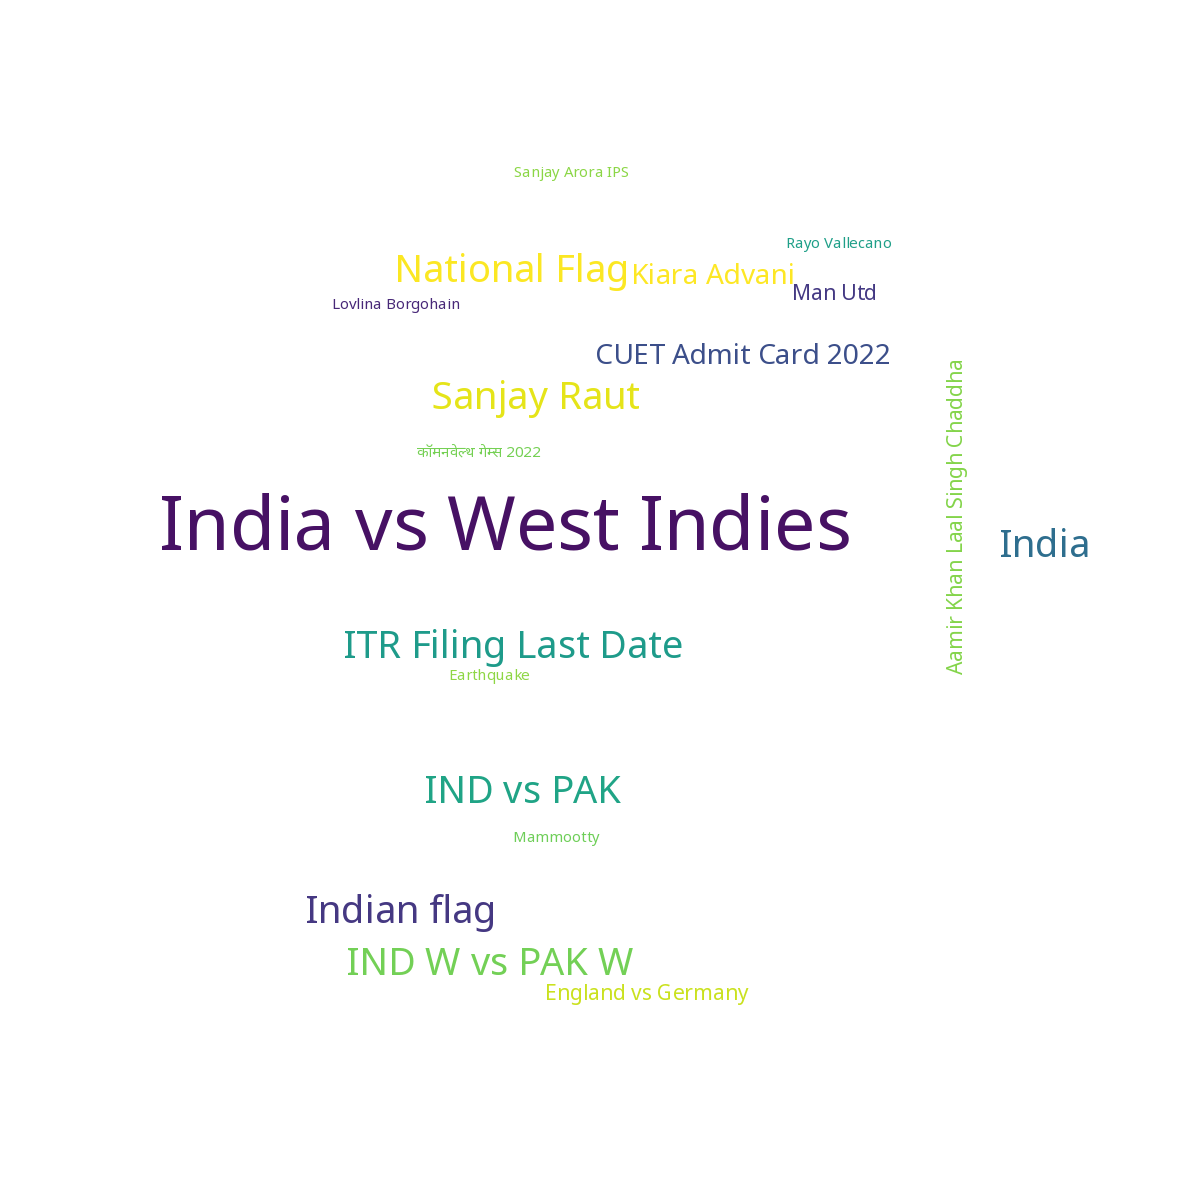 Sanjay Arora IPS
Rayo Vallecano
National Flag
Kiara Advani
Man Utd
Lovlina Borgohain
CUET Admit Card 2022
Sanjay Raut
कॉमनवेल्थ गेम्स 2022
Aamir Khan Laal Singh Chaddha
India vs West Indies
India
ITR Filing Last Date
Earthquake
IND vs PAK
Mammootty
Indian flag
IND W vs PAK W
England vs Germany